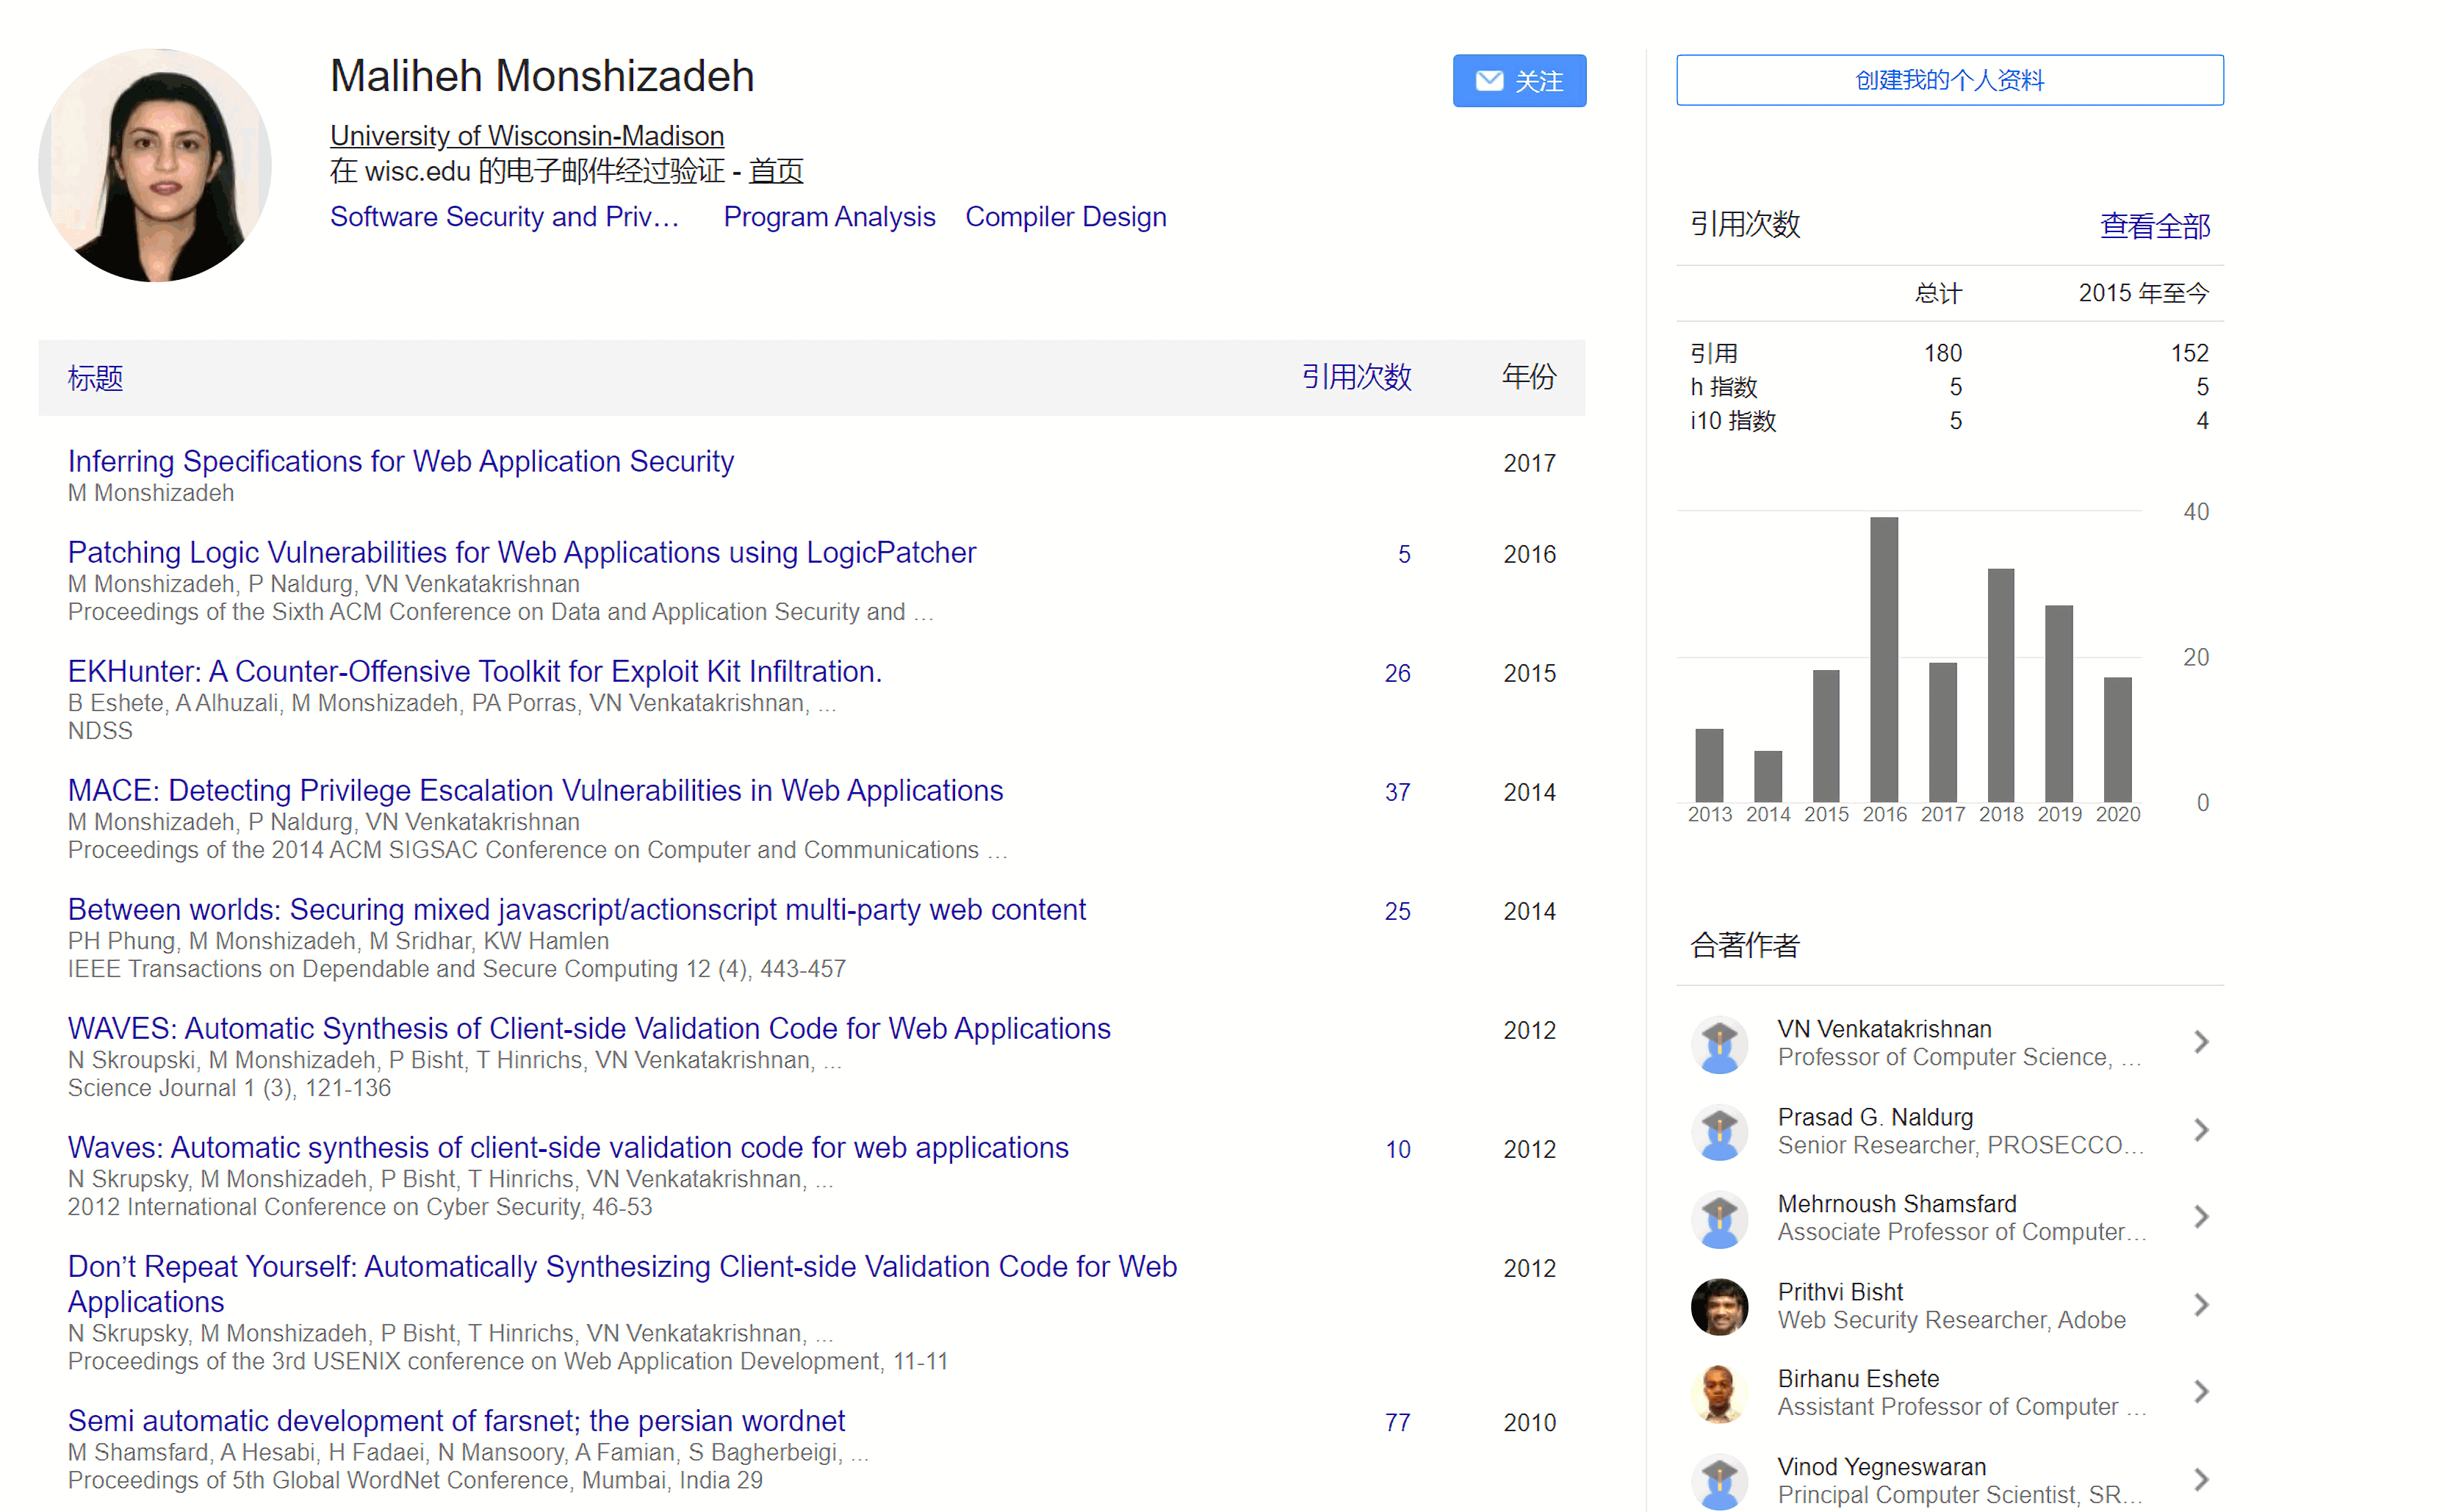 Maliheh Monshizadeh
关注
University of Wisconsin-Madison
在 wisc.edu 的电子邮件经过验证 - 首页
Software Security and Priv… Program Analysis Compiler Design
标题 引用次数 年份
Inferring Specifications for Web Application Security 2017
M Monshizadeh
Patching Logic Vulnerabilities for Web Applications using LogicPatcher 5 2016
M Monshizadeh, P Naldurg, VN Venkatakrishnan
Proceedings of the Sixth ACM Conference on Data and Application Security and …
EKHunter: A Counter-Offensive Toolkit for Exploit Kit Infiltration. 26 2015
B Eshete, A Alhuzali, M Monshizadeh, PA Porras, VN Venkatakrishnan, ...
NDSS
MACE: Detecting Privilege Escalation Vulnerabilities in Web Applications 37 2014
M Monshizadeh, P Naldurg, VN Venkatakrishnan
Proceedings of the 2014 ACM SIGSAC Conference on Computer and Communications …
Between worlds: Securing mixed javascript/actionscript multi-party web content 25 2014
PH Phung, M Monshizadeh, M Sridhar, KW Hamlen
IEEE Transactions on Dependable and Secure Computing 12 (4), 443-457
WAVES: Automatic Synthesis of Client-side Validation Code for Web Applications 2012
N Skroupski, M Monshizadeh, P Bisht, T Hinrichs, VN Venkatakrishnan, ...
Science Journal 1 (3), 121-136
Waves: Automatic synthesis of client-side validation code for web applications 10 2012
N Skrupsky, M Monshizadeh, P Bisht, T Hinrichs, VN Venkatakrishnan, ...
2012 International Conference on Cyber Security, 46-53
Don’t Repeat Yourself: Automatically Synthesizing Client-side Validation Code for Web 2012
Applications
N Skrupsky, M Monshizadeh, P Bisht, T Hinrichs, VN Venkatakrishnan, ...
Proceedings of the 3rd USENIX conference on Web Application Development, 11-11
Semi automatic development of farsnet; the persian wordnet 77 2010
M Shamsfard, A Hesabi, H Fadaei, N Mansoory, A Famian, S Bagherbeigi, ...
Proceedings of 5th Global WordNet Conference, Mumbai, India 29
创建我的个人资料
引用次数 查看全部
总计 2015 年至今
引用 180 152
h 指数 5 5
i10 指数 5 4
40
20
0
2013 2014 2015 2016 2017 2018 2019 2020
合著作者
VN Venkatakrishnan
Professor of Computer Science, …
Prasad G. Naldurg
Senior Researcher, PROSECCO…
Mehrnoush Shamsfard
Associate Professor of Computer…
Prithvi Bisht
Web Security Researcher, Adobe
Birhanu Eshete
Assistant Professor of Computer …
Vinod Yegneswaran
Principal Computer Scientist, SR…